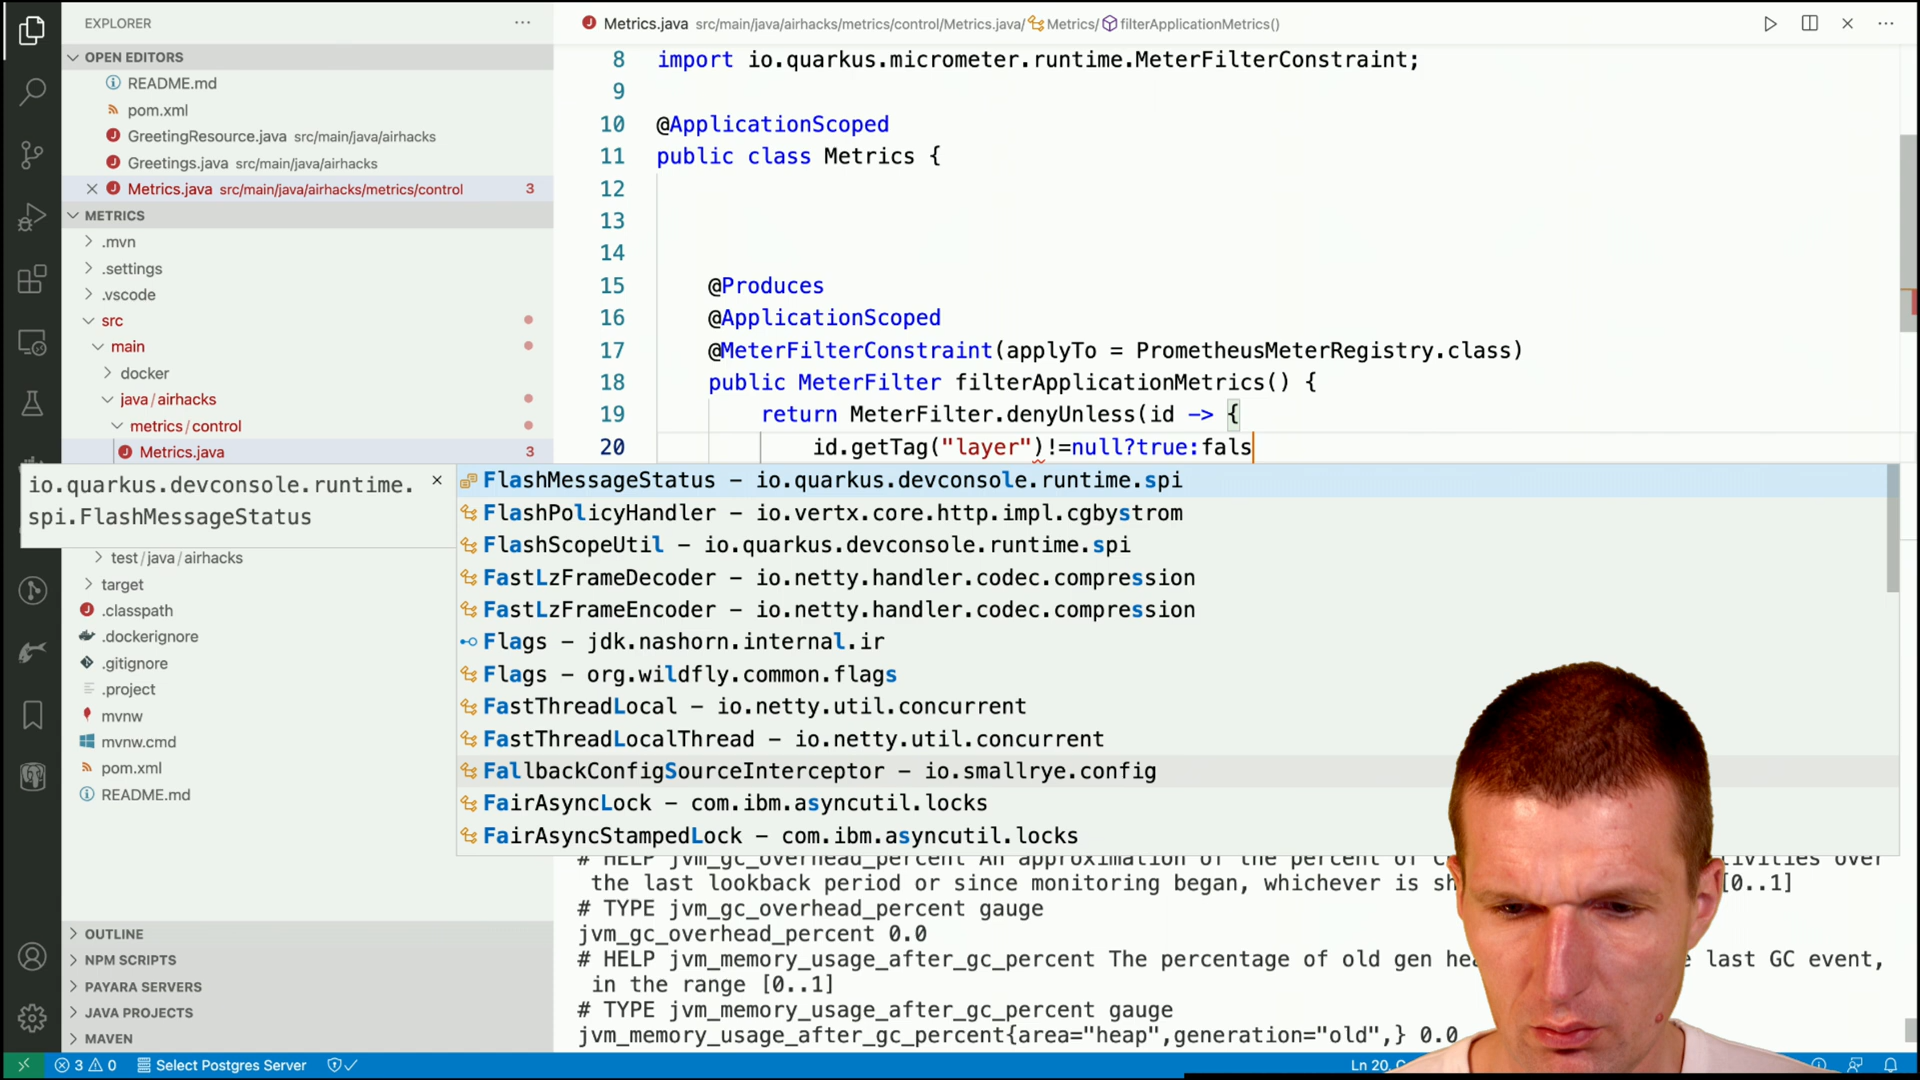 EXPLORER
OPEN EDITORS
README.md
pom.xml
GreetingResource.java src/main/java/airhacks
Greetings.java src/main/java/airhacks
Metrics.java src/main/java/airhacks/metrics/control 3
METRICS
.mvn
.settings
.vscode
src
main
docker
java/airhacks
metrics/control
Metrics.java 3
test/java/airhacks
target
.classpath
.dockerignore
.gitignore
.project
mvnw
mvnw.cmd
pom.xml
README.md
OUTLINE
NPM SCRIPTS
PAYARA SERVERS
JAVA PROJECTS
MAVEN
Metrics.java src/main/java/airhacks/metrics/control/Metrics.java/ Metrics/ filterApplicationMetrics()
8 import io.quarkus.micrometer.runtime.MeterFilterConstraint;
9
10 @ApplicationScoped
11 public class Metrics {
12
13
14
15 @Produces
16 @ApplicationScoped
17 @MeterFilterConstraint(applyTo = PrometheusMeterRegistry.class)
18 public MeterFilter filterApplicationMetrics() {
19 return MeterFilter.denyUnless(id -> {
20 id.getTag("layer")!=null?true:fals
io.quarkus.devconsole.runtime.
spi.FlashMessageStatus
FlashMessageStatus – io.quarkus.devconsole.runtime.spi
FlashPolicyHandler – io.vertx.core.http.impl.cgbystrom
FlashScopeUtil – io.quarkus.devconsole.runtime.spi
FastLzFrameDecoder – io.netty.handler.codec.compression
FastLzFrameEncoder – io.netty.handler.codec.compression
Flags – jdk.nashorn.internal.ir
Flags – org.wildfly.common.flags
FastThreadLocal – io.netty.util.concurrent
FastThreadLocalThread – io.netty.util.concurrent
FallbackConfigSourceInterceptor – io.smallrye.config
FairAsyncLock – com.ibm.asyncutil.locks
FairAsyncStampedLock – com.ibm.asyncutil.locks
# HELP jvm_gc_overhead_percent An approximation of the percent of over
the last lookback period or since monitoring began, whichever is [0..1]
# TYPE jvm_gc_overhead_percent gauge
jvm_gc_overhead_percent 0.0
# HELP jvm_memory_usage_after_gc_percent The percentage of old gen last GC event,
in the range [0..1]
# TYPE jvm_memory_usage_after_gc_percent gauge
jvm_memory_usage_after_gc_percent{area="heap",generation="old",} 0.0
3 0 Select Postgres Server Ln 20,